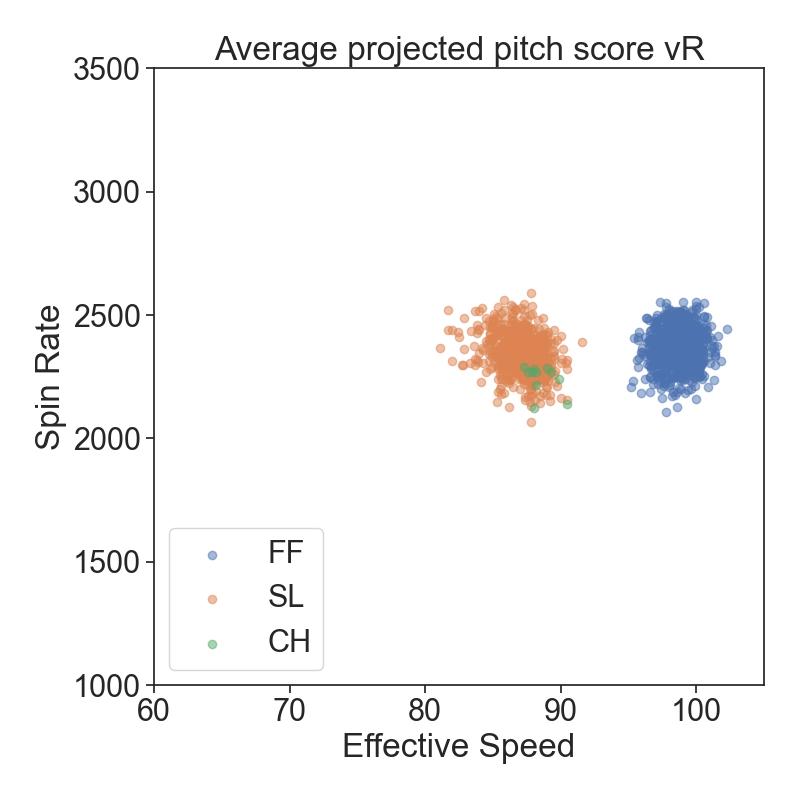 Average projected pitch score vR
3500
3000
2500
2000
1500
1000
Spin Rate
FF
SL
CH
60 70 80 90 100
Effective Speed